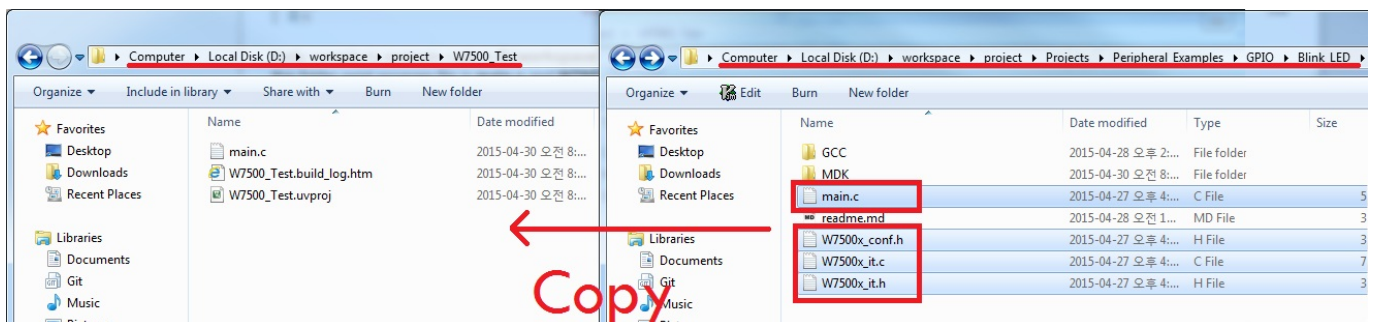 Computer ▸ Local Disk (D:) ▸ workspace ▸ project ▸ W7500_Test
Organize ▾ Include in library ▾ Share with ▾ Burn New folder
Favorites
Desktop
Downloads
Recent Places
Libraries
Documents
Git
Music
Name Date modified
main.c 2015-04-30 오전 8:...
W7500_Test.build_log.htm 2015-04-30 오전 8:...
W7500_Test.uvproj 2015-04-30 오전 8:...
Copy
Computer ▸ Local Disk (D:) ▸ workspace ▸ project ▸ Projects ▸ Peripheral Examples ▸ GPIO ▸ Blink LED ▸
Organize ▾ Edit Burn New folder
Favorites
Desktop
Downloads
Recent Places
Libraries
Documents
Git
Music
Name Date modified Type Size
GCC 2015-04-28 오후 2:... File folder
MDK 2015-04-30 오전 8:... File folder
main.c 2015-04-27 오후 4:... C File 5
readme.md 2015-04-28 오전 1... MD File 3
W7500x_conf.h 2015-04-27 오후 4:... H File 3
W7500x_it.c 2015-04-27 오후 4:... C File 7
W7500x_it.h 2015-04-27 오후 4:... H File 3